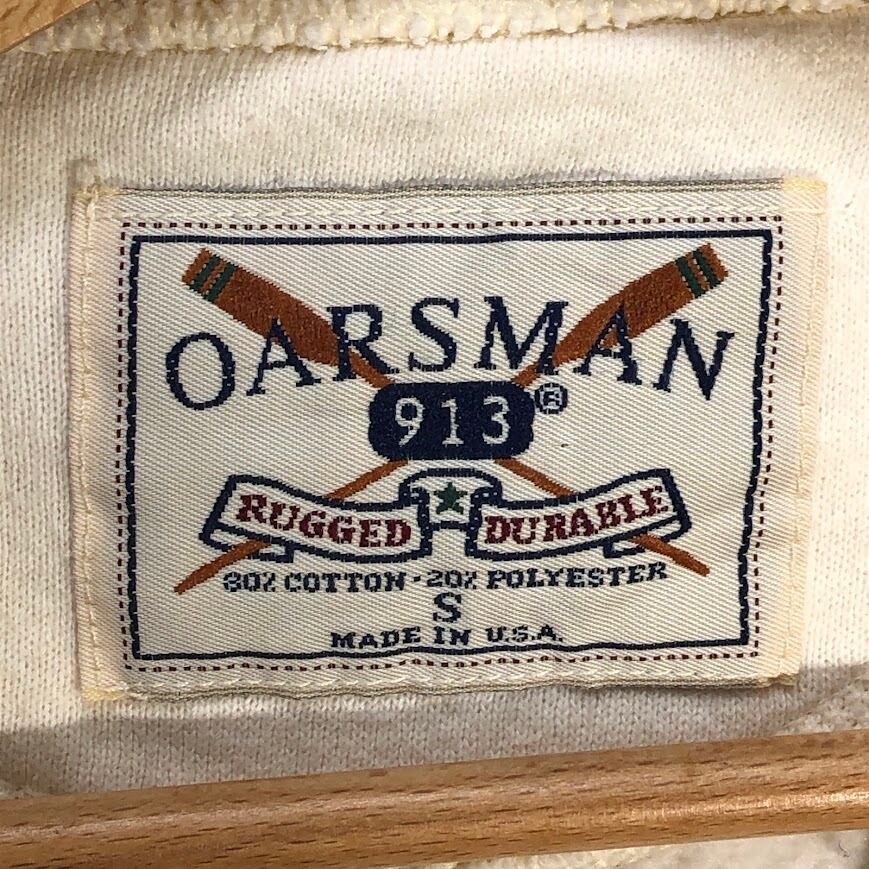 OARSMAN
913®
RUGGED ★ DURABLE
80% COTTON · 20% POLYESTER
S
MADE IN U.S.A.